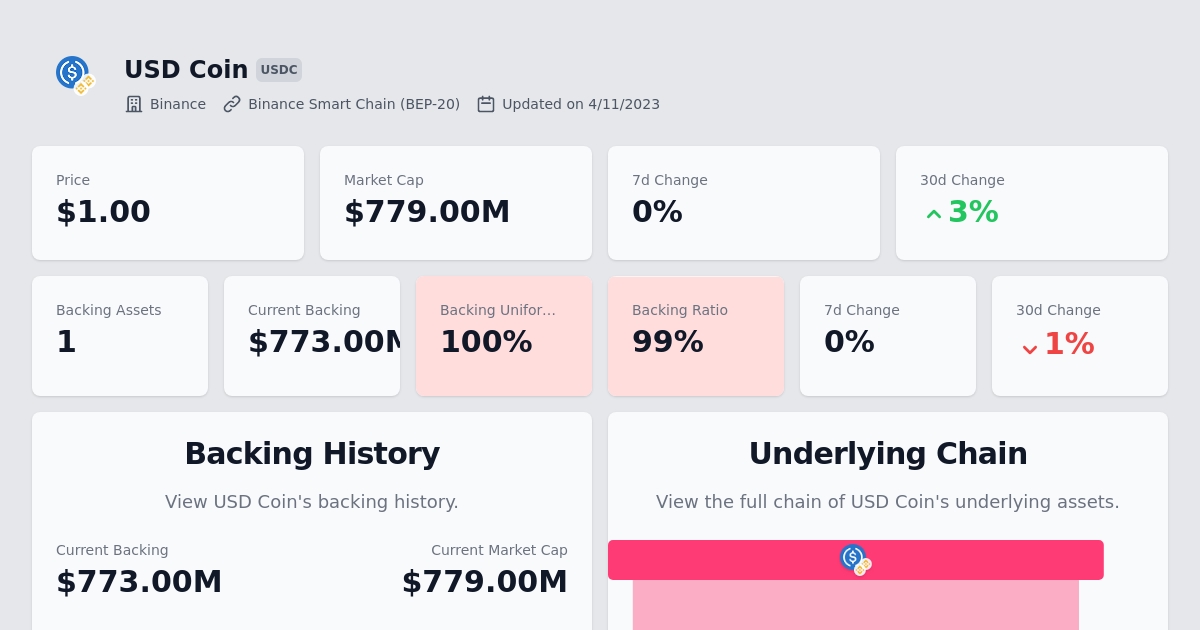 USD Coin USDC
Binance Binance Smart Chain (BEP-20) Updated on 4/11/2023
Price Market Cap 7d Change 30d Change
$1.00 $779.00M 0% 3%
Backing Assets Current Backing Backing Unifor... Backing Ratio 7d Change 30d Change
1 $773.00M 100% 99% 0% 1%
Backing History
View USD Coin's backing history.
Current Backing Current Market Cap
$773.00M $779.00M
Underlying Chain
View the full chain of USD Coin's underlying assets.